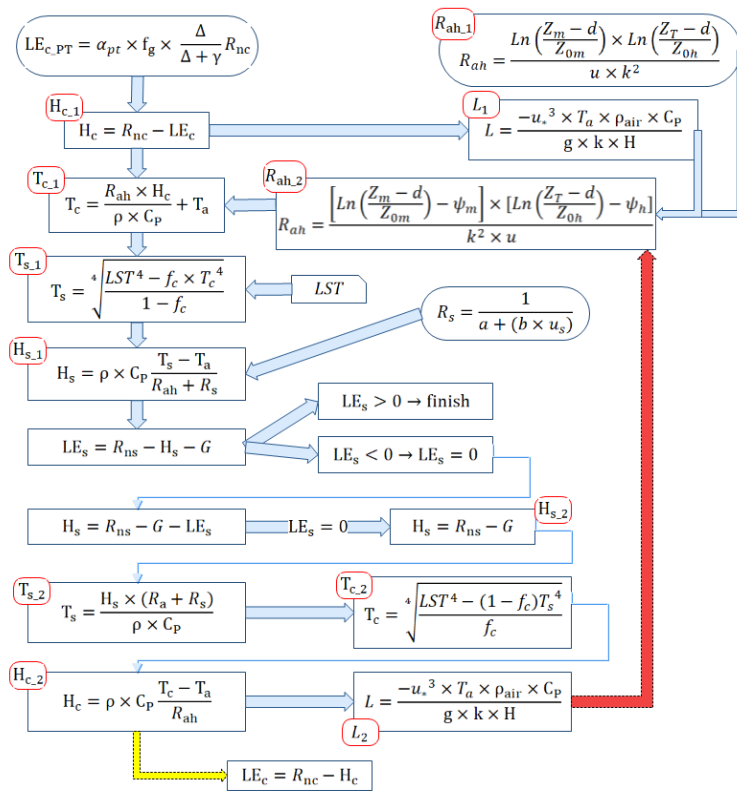 LE_c_PT = α_pt × f_g × Δ / (Δ + γ) R_nc
R_ah_1
R_ah = Ln((Z_m − d) / Z_0m) × Ln((Z_T − d) / Z_0h) / (u × k²)
H_c_1
H_c = R_nc − LE_c
L_1
L = −u_*³ × T_a × ρ_air × C_P / (g × k × H)
T_c_1
T_c = (R_ah × H_c) / (ρ × C_P) + T_a
R_ah_2
R_ah = [Ln((Z_m − d) / Z_0m) − ψ_m] × [Ln((Z_T − d) / Z_0h) − ψ_h] / (k² × u)
T_s_1
T_s = ⁴√((LST⁴ − f_c × T_c⁴) / (1 − f_c))
LST
R_s = 1 / (a + (b × u_s))
H_s_1
H_s = ρ × C_P (T_s − T_a) / (R_ah + R_s)
LE_s > 0 → finish
LE_s = R_ns − H_s − G
LE_s < 0 → LE_s = 0
H_s = R_ns − G − LE_s
LE_s = 0
H_s_2
H_s = R_ns − G
T_s_2
T_s = H_s × (R_a + R_s) / (ρ × C_P)
T_c_2
T_c = ⁴√((LST⁴ − (1 − f_c)T_s⁴) / f_c)
H_c_2
H_c = ρ × C_P (T_c − T_a) / R_ah
L = −u_*³ × T_a × ρ_air × C_P / (g × k × H)
L_2
LE_c = R_nc − H_c